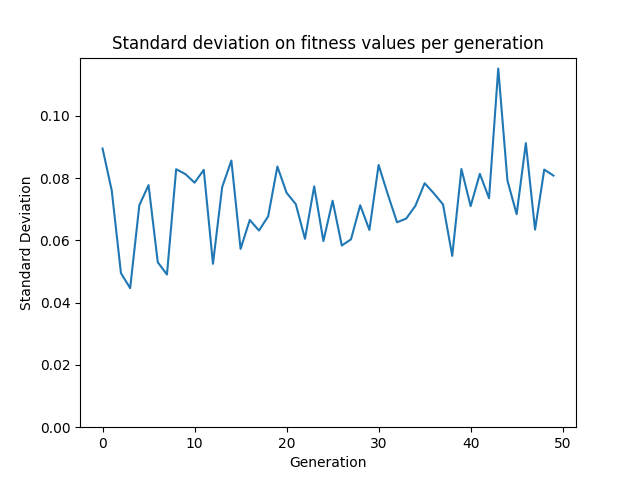 Standard deviation on fitness values per generation
Standard Deviation
0.10
0.08
0.06
0.04
0.02
0.00
0 10 20 30 40 50
Generation